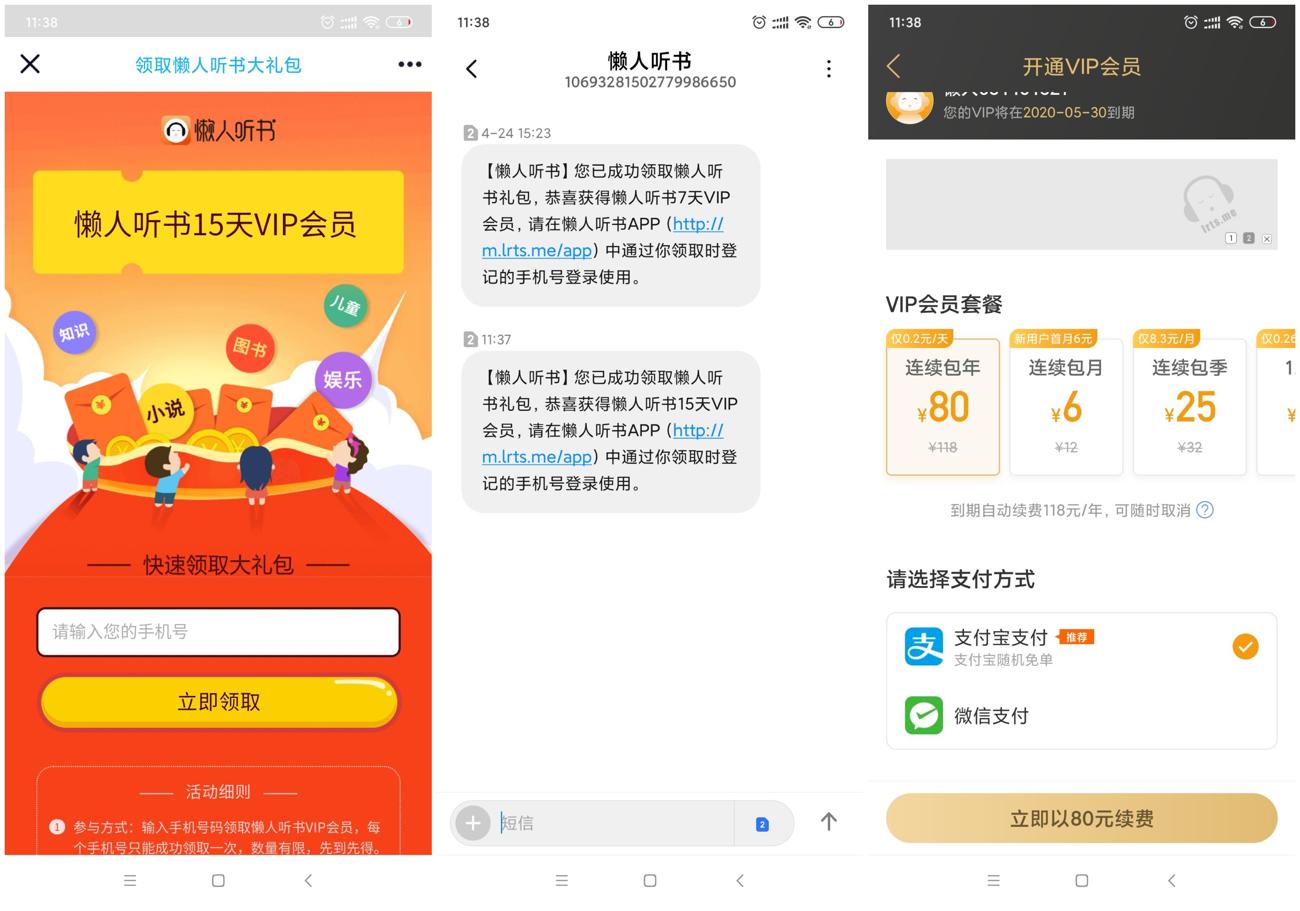 11:38
6
领取懒人听书大礼包
懒人听书
懒人听书15天VIP会员
儿童
知识
图书
娱乐
小说
快速领取大礼包
请输入您的手机号
立即领取
活动细则
1 参与方式：输入手机号码领取懒人听书VIP会员，每
个手机号只能成功领取一次，数量有限，先到先得。
11:38
6
懒人听书
10693281502779986650
2 4-24 15:23
【懒人听书】您已成功领取懒人听
书礼包，恭喜获得懒人听书7天VIP
会员，请在懒人听书APP（http://
m.lrts.me/app）中通过你领取时登
记的手机号登录使用。
2 11:37
【懒人听书】您已成功领取懒人听
书礼包，恭喜获得懒人听书15天VIP
会员，请在懒人听书APP（http://
m.lrts.me/app）中通过你领取时登
记的手机号登录使用。
短信
2
11:38
6
开通VIP会员
您的VIP将在2020-05-30到期
lrts.me
1 2
VIP会员套餐
仅0.2元/天 新用户首月6元 仅8.3元/月 仅0.26
连续包年 连续包月 连续包季 1
¥80 ¥6 ¥25 ¥
¥118 ¥12 ¥32
到期自动续费118元/年，可随时取消 ?
请选择支付方式
支 支付宝支付 推荐
支付宝随机免单
微信支付
立即以80元续费